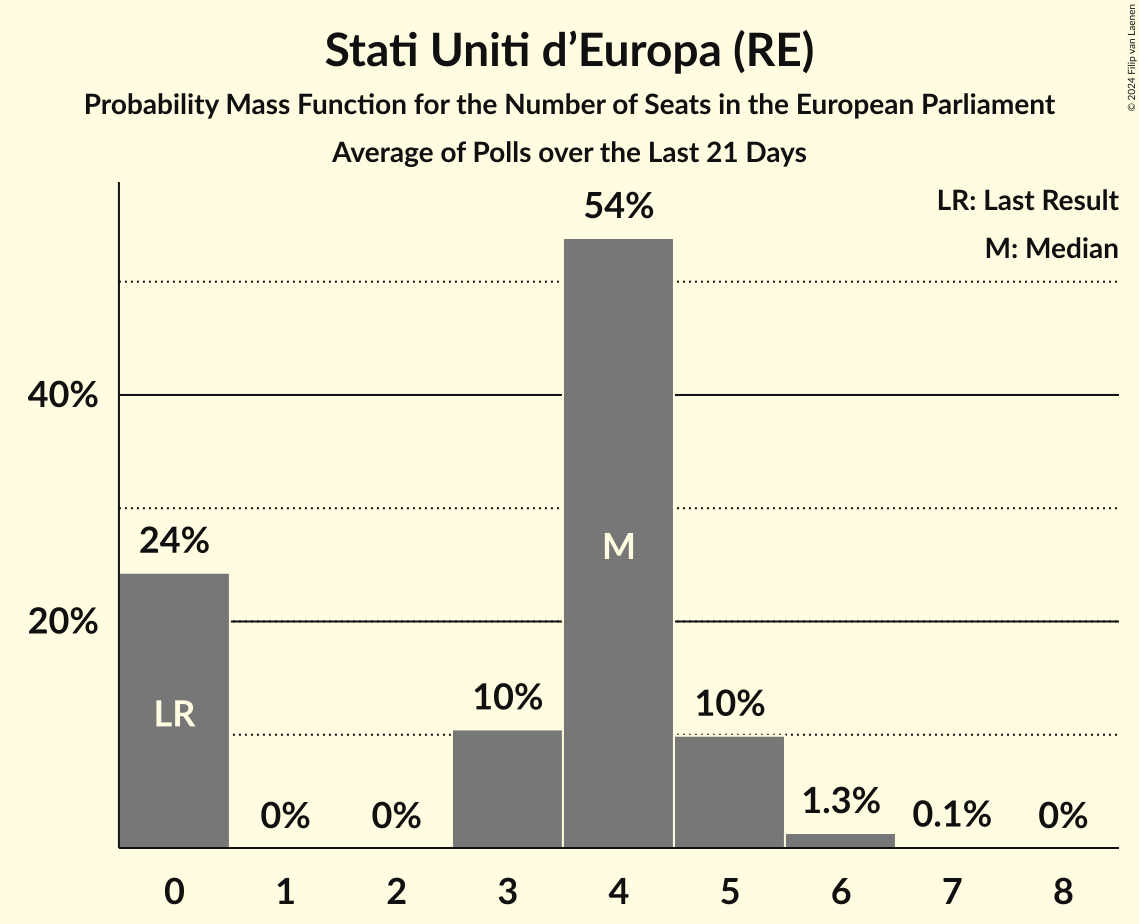 Stati Uniti d’Europa (RE)
Probability Mass Function for the Number of Seats in the European Parliament
Average of Polls over the Last 21 Days
© 2024 Filip van Laenen
LR: Last Result
M: Median
54%
40%
24%
M
20%
10%
10%
LR
0%
0%
1.3%
0.1%
0%
0 1 2 3 4 5 6 7 8